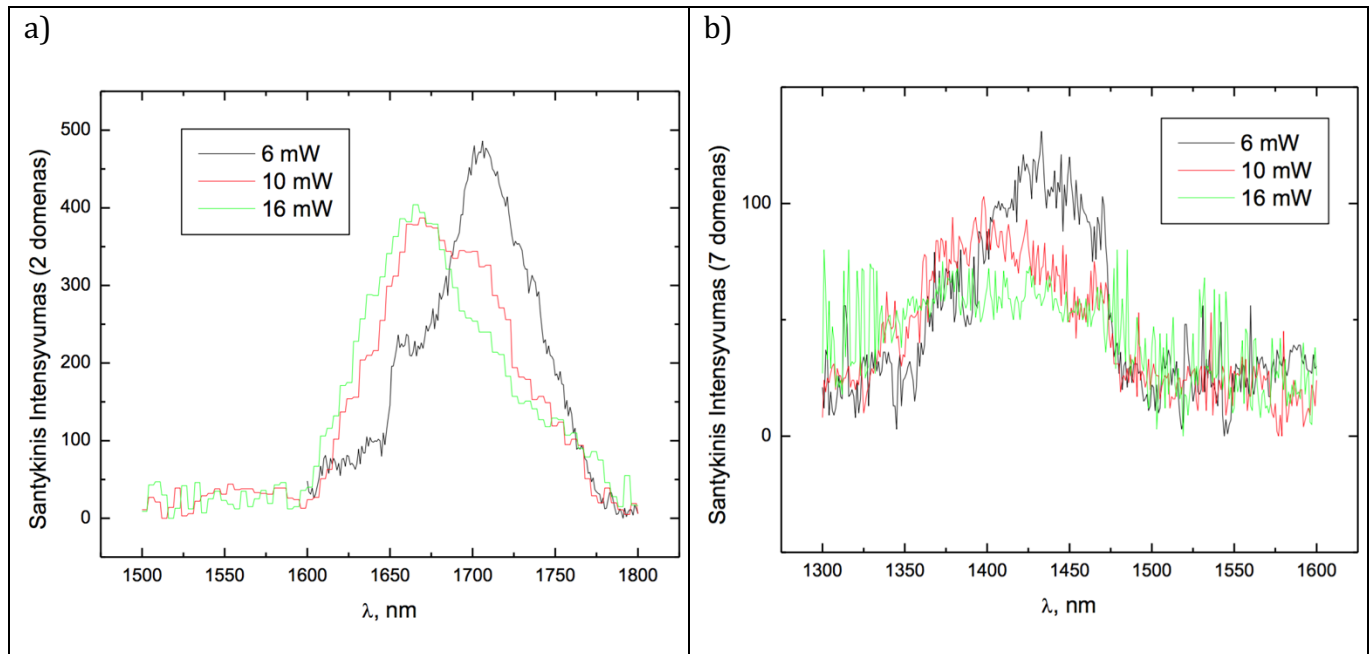 a)
Santykinis Intensyvumas (2 domenas)
500
400
300
200
100
0
6 mW
10 mW
16 mW
1500
1550
1600
1650
1700
1750
1800
λ, nm
b)
Santykinis Intensyvumas (7 domenas)
100
0
6 mW
10 mW
16 mW
1300
1350
1400
1450
1500
1550
1600
λ, nm